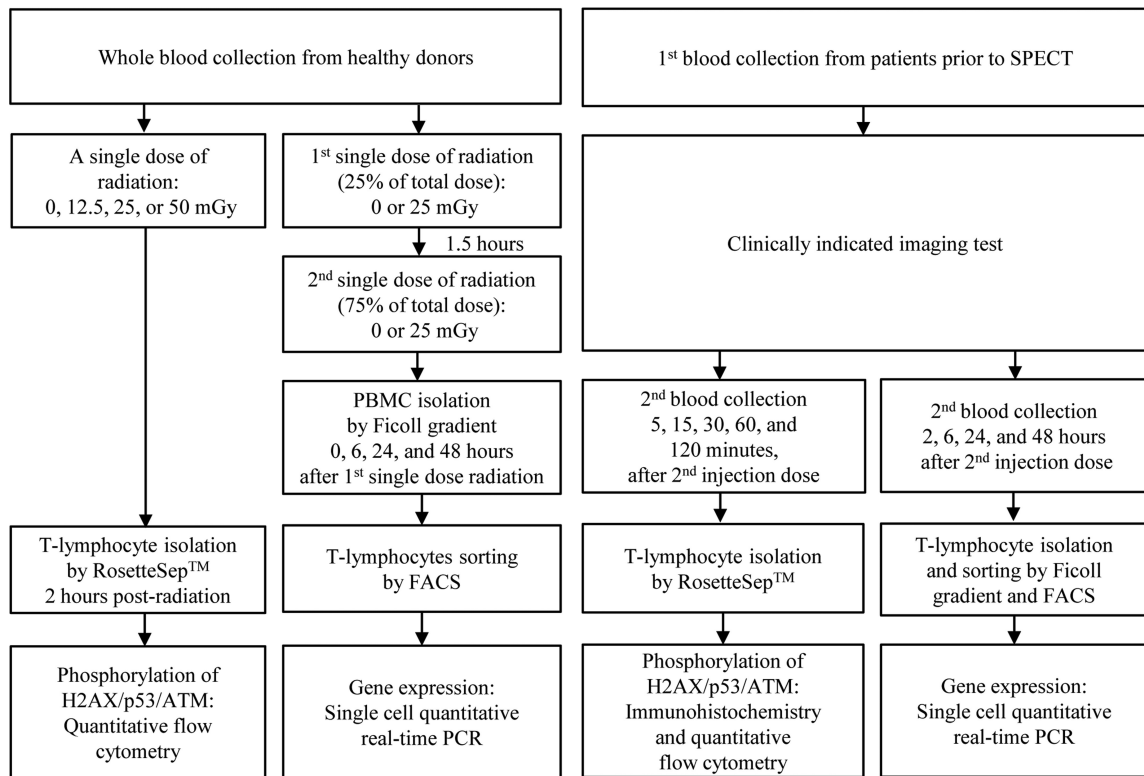 Whole blood collection from healthy donors
1st blood collection from patients prior to SPECT
A single dose of
radiation:
0, 12.5, 25, or 50 mGy
1st single dose of radiation
(25% of total dose):
0 or 25 mGy
1.5 hours
2nd single dose of radiation
(75% of total dose):
0 or 25 mGy
Clinically indicated imaging test
PBMC isolation
by Ficoll gradient
0, 6, 24, and 48 hours
after 1st single dose radiation
2nd blood collection
5, 15, 30, 60, and
120 minutes,
after 2nd injection dose
2nd blood collection
2, 6, 24, and 48 hours
after 2nd injection dose
T-lymphocyte isolation
by RosetteSep™
2 hours post-radiation
T-lymphocytes sorting
by FACS
T-lymphocyte isolation
by RosetteSep™
T-lymphocyte isolation
and sorting by Ficoll
gradient and FACS
Phosphorylation of
H2AX/p53/ATM:
Quantitative flow
cytometry
Gene expression:
Single cell quantitative
real-time PCR
Phosphorylation of
H2AX/p53/ATM:
Immunohistochemistry
and quantitative
flow cytometry
Gene expression:
Single cell quantitative
real-time PCR